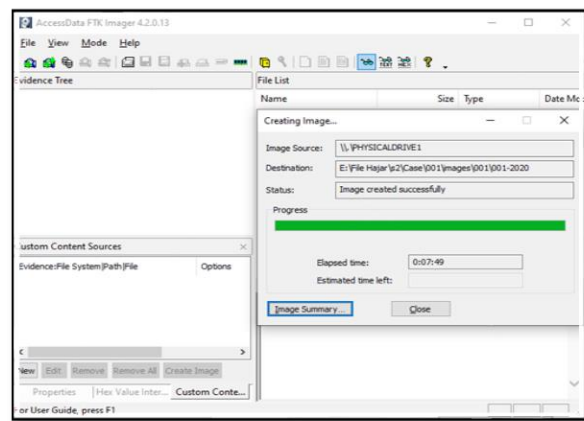 AccessData FTK Imager 4.2.0.13
File View Mode Help
Evidence Tree
File List
Name Size Type Date Mo
Creating Image...
Image Source: \\.\PHYSICALDRIVE1
Destination: E:\File Hajar\s2\Case\001\mages\001\001-2020
Status: Image created successfully
Progress
Elapsed time: 0:07:49
Estimated time left:
Image Summary... Close
Custom Content Sources
Evidence:File System|Path|File Options
New Edit Remove Remove All Create Image
Properties Hex Value Inter... Custom Conte...
or User Guide, press F1